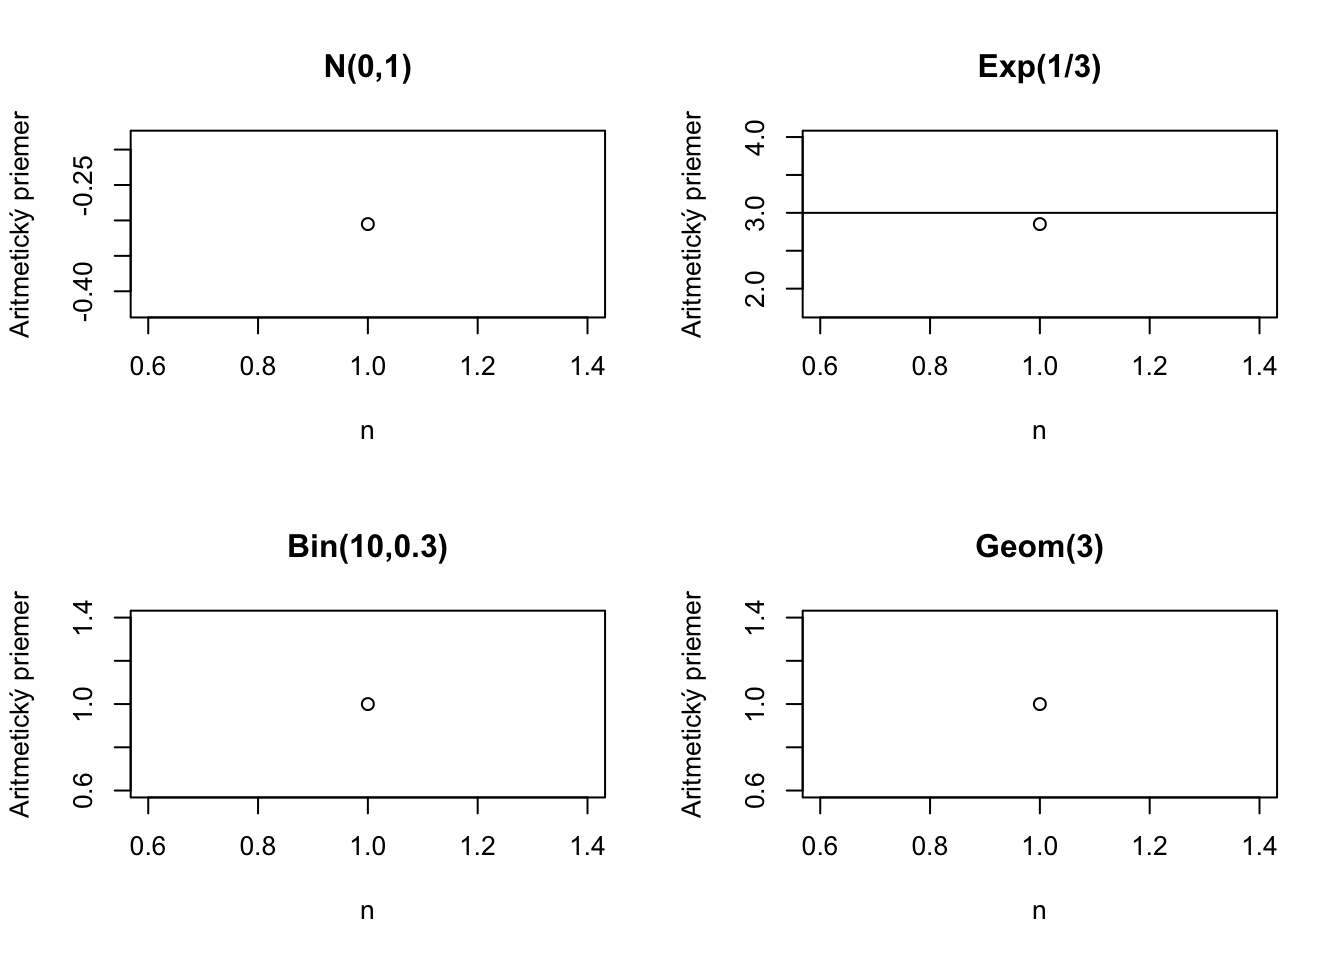 N(0,1)
Aritmetický priemer
-0.25
-0.40
0.6 0.8 1.0 1.2 1.4
n
Exp(1/3)
Aritmetický priemer
4.0
3.0
2.0
0.6 0.8 1.0 1.2 1.4
n
Bin(10,0.3)
Aritmetický priemer
1.4
1.0
0.6
0.6 0.8 1.0 1.2 1.4
n
Geom(3)
Aritmetický priemer
1.4
1.0
0.6
0.6 0.8 1.0 1.2 1.4
n